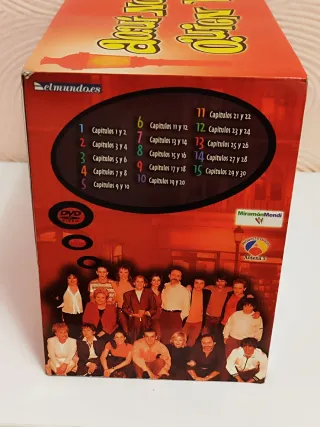 elmundo.es
1 Capítulos 1 y 2
2 Capítulos 3 y 4
3 Capítulos 5 y 6
4 Capítulos 7 y 8
5 Capítulos 9 y 10
6 Capítulos 11 y 12
7 Capítulos 13 y 14
8 Capítulos 15 y 16
9 Capítulos 17 y 18
10 Capítulos 19 y 20
11 Capítulos 21 y 22
12 Capítulos 23 y 24
13 Capítulos 25 y 26
14 Capítulos 27 y 28
15 Capítulos 29 y 30
DVD
VIDEO
MiramónMendi